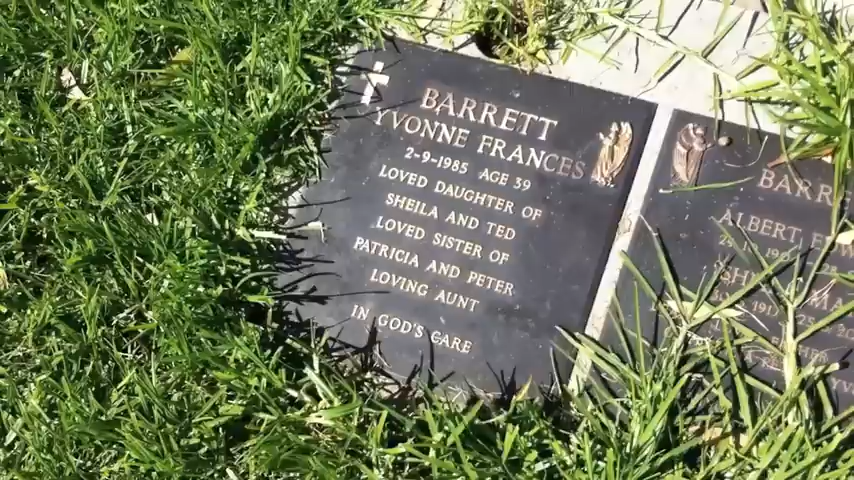 BARRETT
YVONNE FRANCES
2-9-1985 AGE 39
LOVED DAUGHTER OF
SHEILA AND TED
LOVED SISTER OF
PATRICIA AND PETER
LOVING AUNT
IN GOD'S CARE
BARR
ALBERT